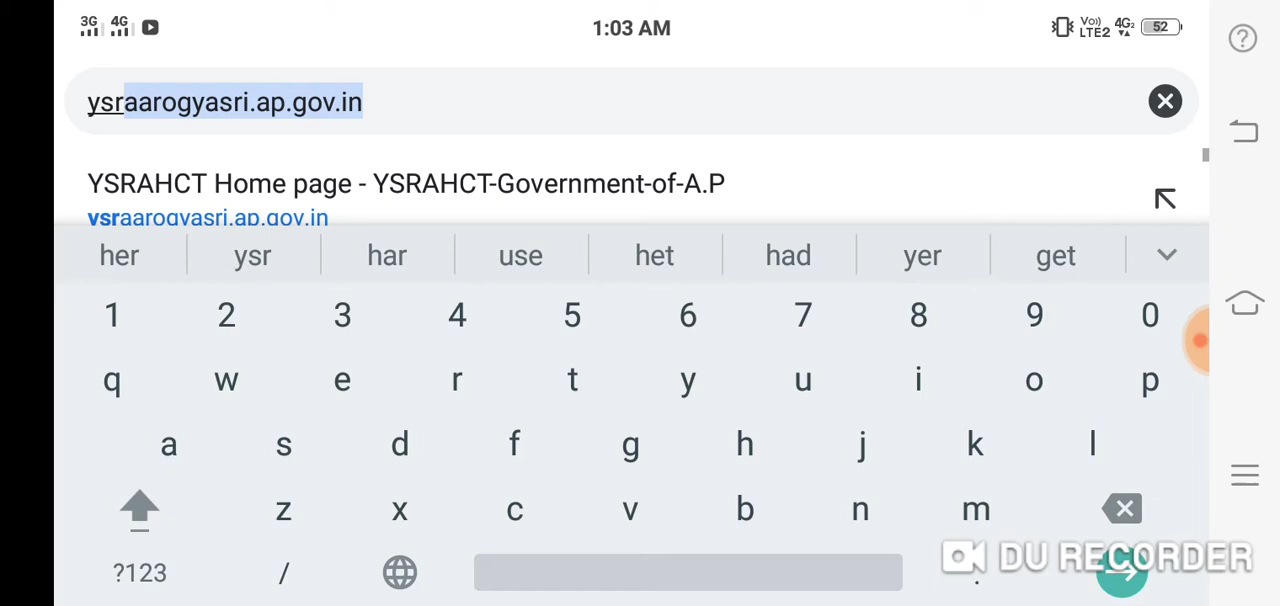 3G 4G 1:03 AM Vo) LTE2 4G2 52
ysraarogyasri.ap.gov.in
YSRAHCT Home page - YSRAHCT-Government-of-A.P
ysraarogyasri.ap.gov.in
her ysr har use het had yer get
1 2 3 4 5 6 7 8 9 0
q w e r t y u i o p
a s d f g h j k l
z x c v b n m
?123 / .
DU RECORDER